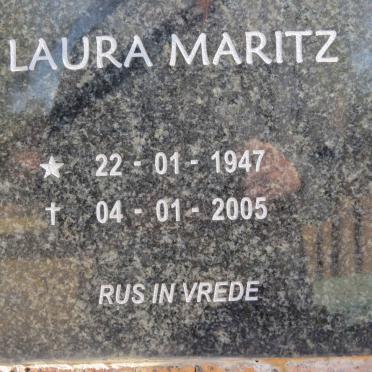 LAURA MARITZ
☆ 22 - 01 - 1947
† 04 - 01 - 2005
RUS IN VREDE